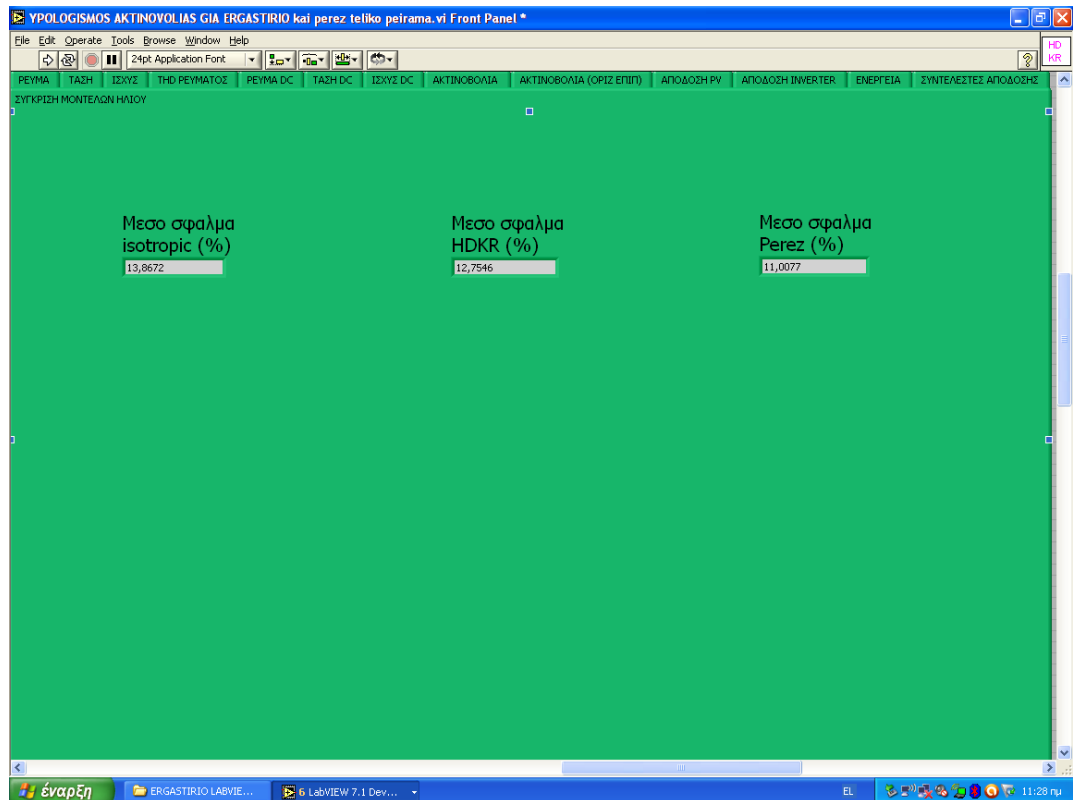 YPOLOGISMOS AKTINOVOLIAS GIA ERGASTIRIO kai perez teliko peirama.vi Front Panel *
File Edit Operate Tools Browse Window Help
24pt Application Font
HD
KR
ΡΕΥΜΑ ΤΑΣΗ ΙΣΧΥΣ THD ΡΕΥΜΑΤΟΣ ΡΕΥΜΑ DC ΤΑΣΗ DC ΙΣΧΥΣ DC ΑΚΤΙΝΟΒΟΛΙΑ ΑΚΤΙΝΟΒΟΛΙΑ (ΟΡΙΖ ΕΠΙΠ) ΑΠΟΔΟΣΗ PV ΑΠΟΔΟΣΗ INVERTER ΕΝΕΡΓΕΙΑ ΣΥΝΤΕΛΕΣΤΕΣ ΑΠΟΔΟΣΗΣ
ΣΥΓΚΡΙΣΗ ΜΟΝΤΕΛΩΝ ΗΛΙΟΥ
Μεσο σφαλμα
isotropic (%)
13,8672
Μεσο σφαλμα
HDKR (%)
12,7546
Μεσο σφαλμα
Perez (%)
11,0077
έναρξη ERGASTIRIO LABVIE... 6 LabVIEW 7.1 Dev... EL 11:28 πμ